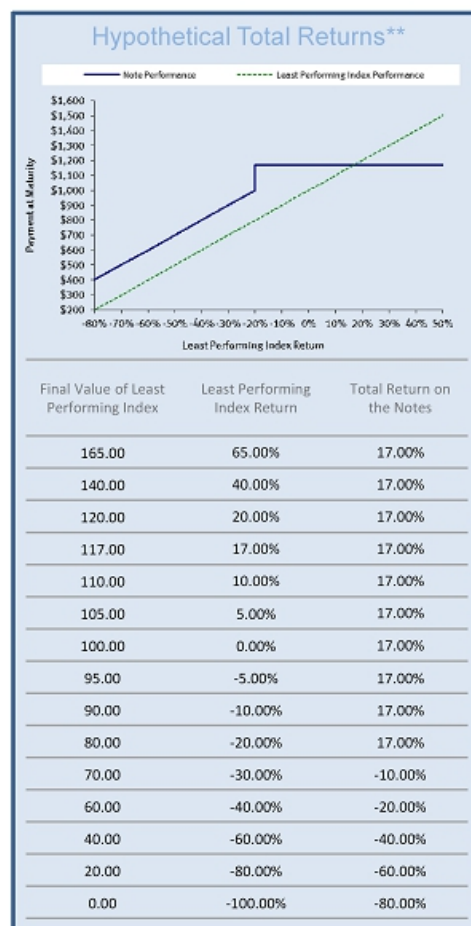 Hypothetical Total Returns**
Note Performance Least Performing Index Performance
Payment at Maturity
$1,600
$1,500
$1,400
$1,300
$1,200
$1,100
$1,000
$900
$800
$700
$600
$500
$400
$300
$200
-80% -70% -60% -50% -40% -30% -20% -10% 0% 10% 20% 30% 40% 50%
Least Performing Index Return
Final Value of Least Performing Index Least Performing Index Return Total Return on the Notes
165.00 65.00% 17.00%
140.00 40.00% 17.00%
120.00 20.00% 17.00%
117.00 17.00% 17.00%
110.00 10.00% 17.00%
105.00 5.00% 17.00%
100.00 0.00% 17.00%
95.00 -5.00% 17.00%
90.00 -10.00% 17.00%
80.00 -20.00% 17.00%
70.00 -30.00% -10.00%
60.00 -40.00% -20.00%
40.00 -60.00% -40.00%
20.00 -80.00% -60.00%
0.00 -100.00% -80.00%